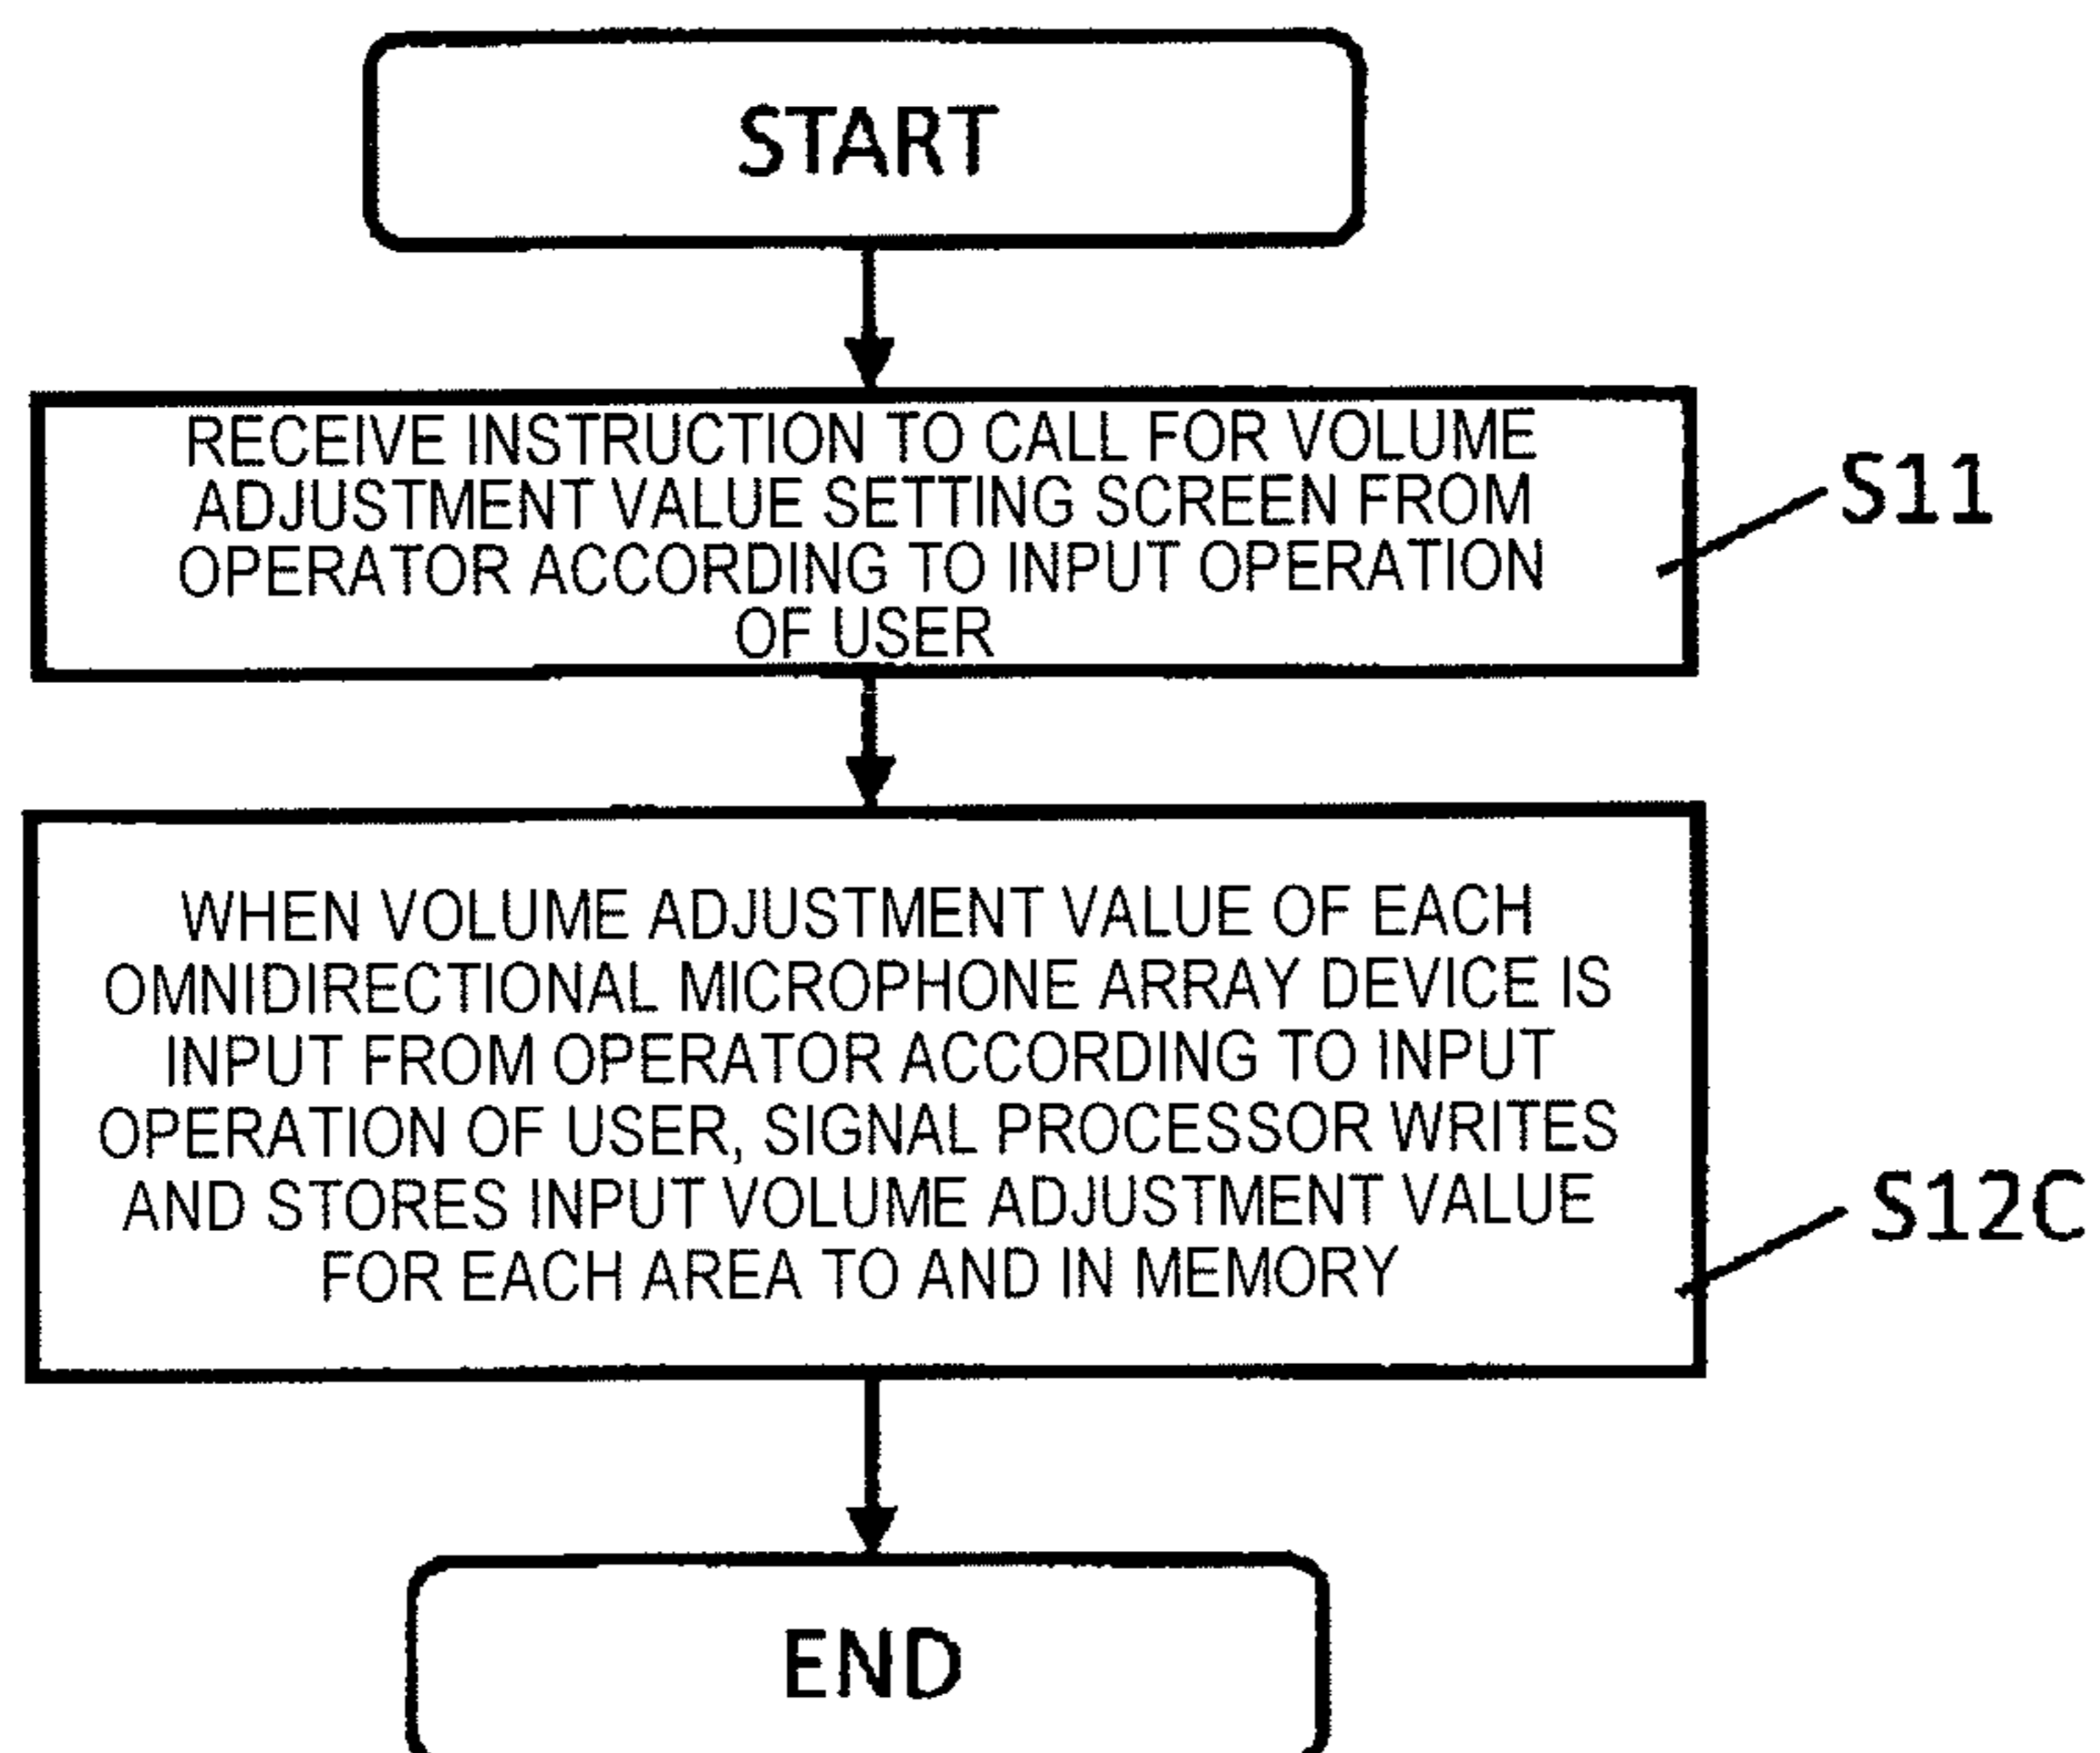 START
RECEIVE INSTRUCTION TO CALL FOR VOLUME
ADJUSTMENT VALUE SETTING SCREEN FROM
OPERATOR ACCORDING TO INPUT OPERATION
OF USER
S11
WHEN VOLUME ADJUSTMENT VALUE OF EACH
OMNIDIRECTIONAL MICROPHONE ARRAY DEVICE IS
INPUT FROM OPERATOR ACCORDING TO INPUT
OPERATION OF USER, SIGNAL PROCESSOR WRITES
AND STORES INPUT VOLUME ADJUSTMENT VALUE
FOR EACH AREA TO AND IN MEMORY
S12C
END